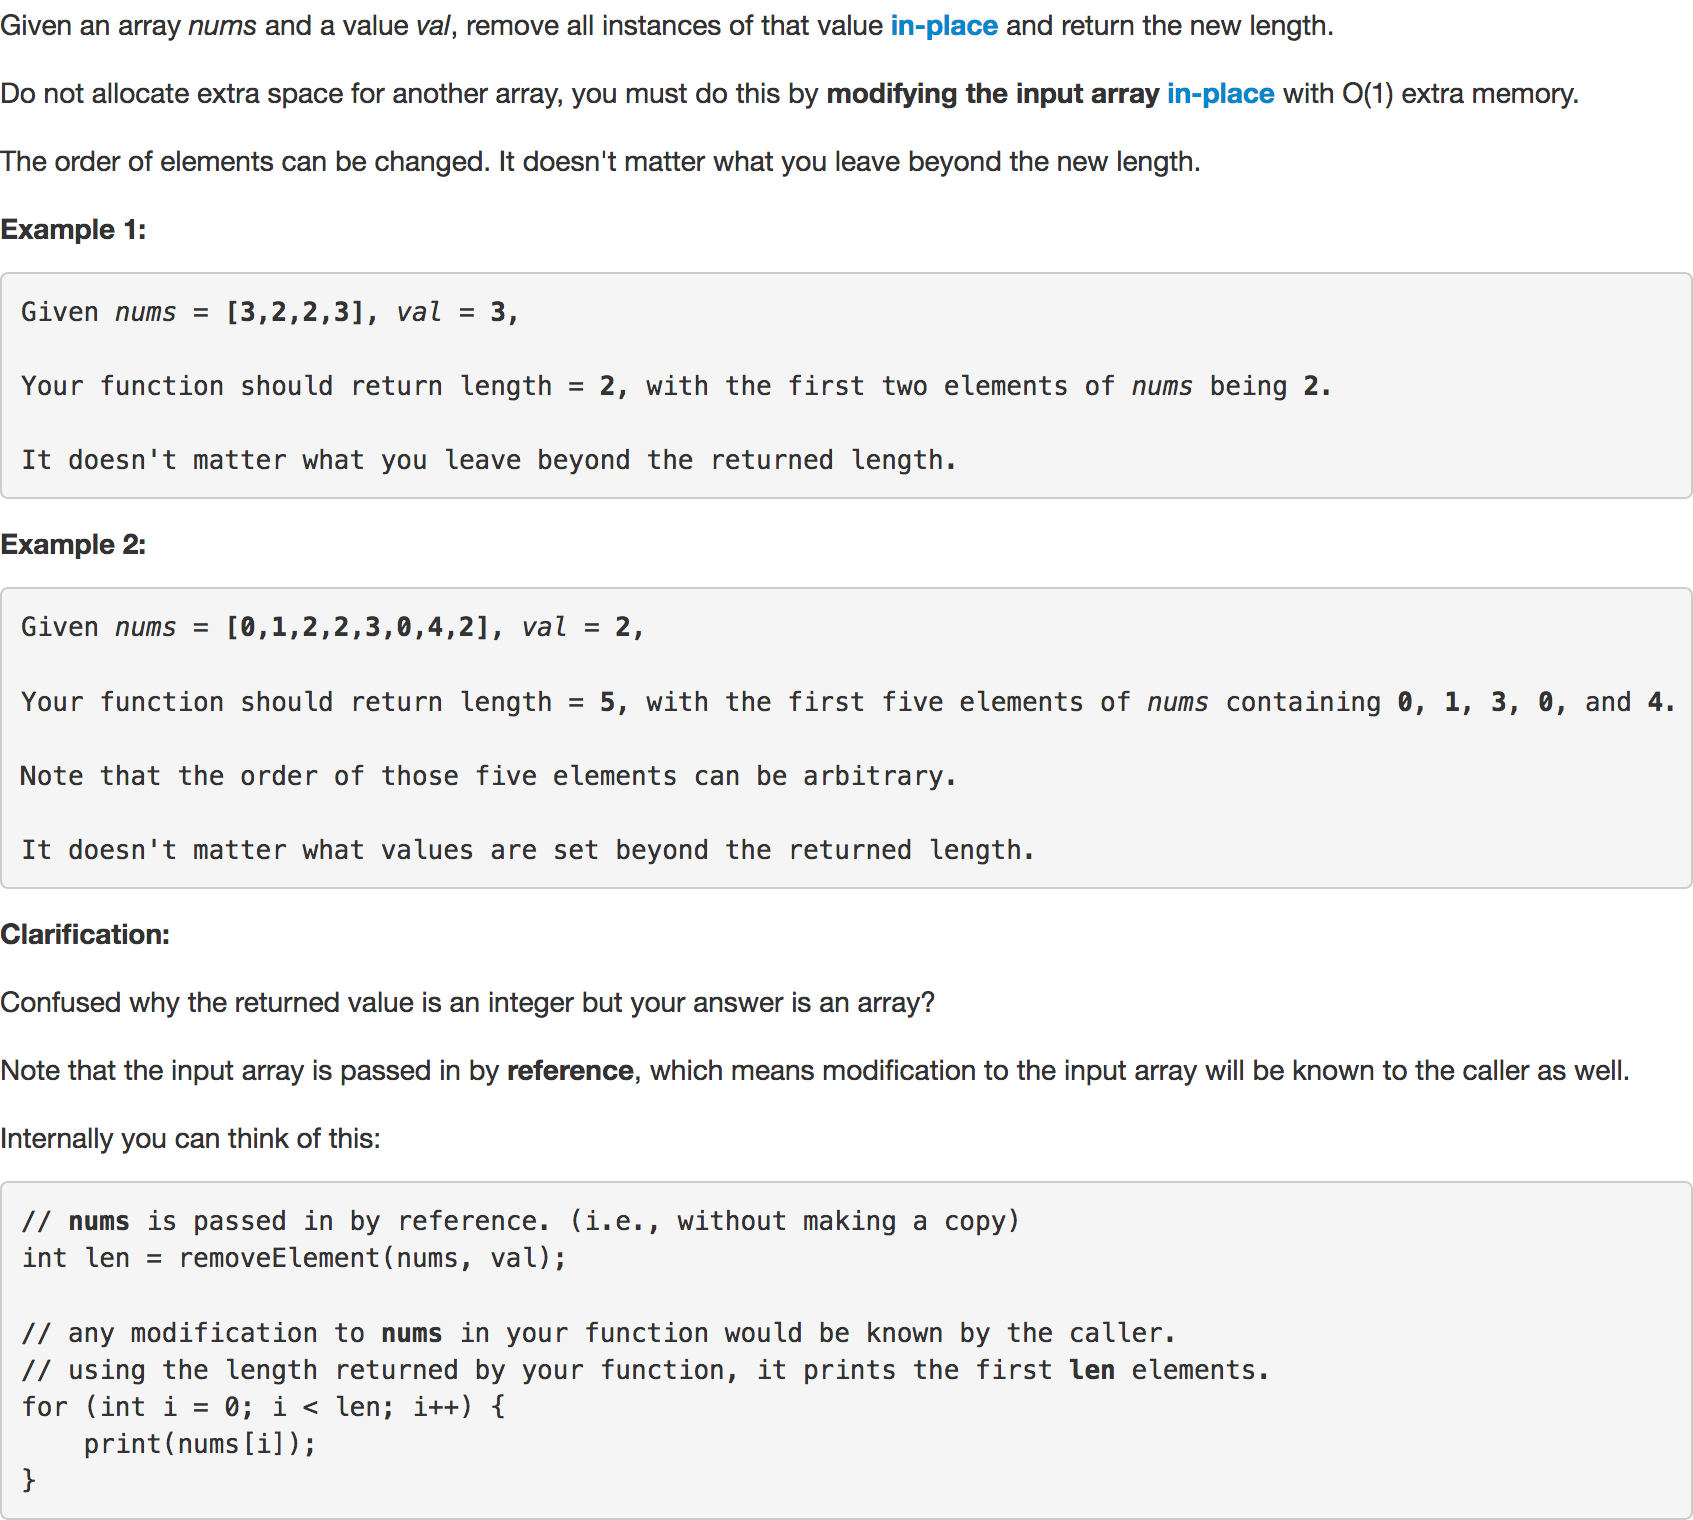 Given an array nums and a value val, remove all instances of that value in-place and return the new length.
Do not allocate extra space for another array, you must do this by modifying the input array in-place with O(1) extra memory.
The order of elements can be changed. It doesn't matter what you leave beyond the new length.
Example 1:
Given nums = [3,2,2,3], val = 3,
Your function should return length = 2, with the first two elements of nums being 2.
It doesn't matter what you leave beyond the returned length.
Example 2:
Given nums = [0,1,2,2,3,0,4,2], val = 2,
Your function should return length = 5, with the first five elements of nums containing 0, 1, 3, 0, and 4.
Note that the order of those five elements can be arbitrary.
It doesn't matter what values are set beyond the returned length.
Clarification:
Confused why the returned value is an integer but your answer is an array?
Note that the input array is passed in by reference, which means modification to the input array will be known to the caller as well.
Internally you can think of this:
// nums is passed in by reference. (i.e., without making a copy)
int len = removeElement(nums, val);
// any modification to nums in your function would be known by the caller.
// using the length returned by your function, it prints the first len elements.
for (int i = 0; i < len; i++) {
    print(nums[i]);
}